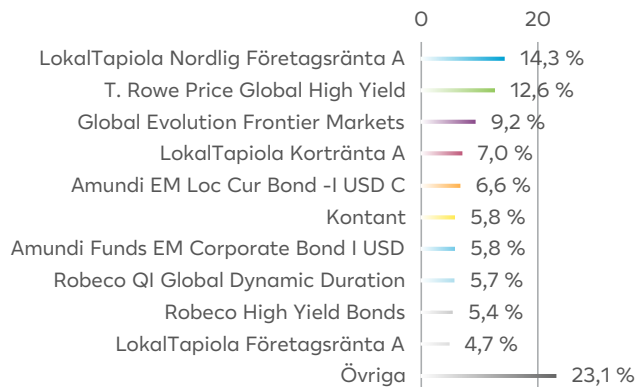 0 20
LokalTapiola Nordlig Företagsränta A 14,3 %
T. Rowe Price Global High Yield 12,6 %
Global Evolution Frontier Markets 9,2 %
LokalTapiola Kortränta A 7,0 %
Amundi EM Loc Cur Bond -I USD C 6,6 %
Kontant 5,8 %
Amundi Funds EM Corporate Bond I USD 5,8 %
Robeco QI Global Dynamic Duration 5,7 %
Robeco High Yield Bonds 5,4 %
LokalTapiola Företagsränta A 4,7 %
Övriga 23,1 %